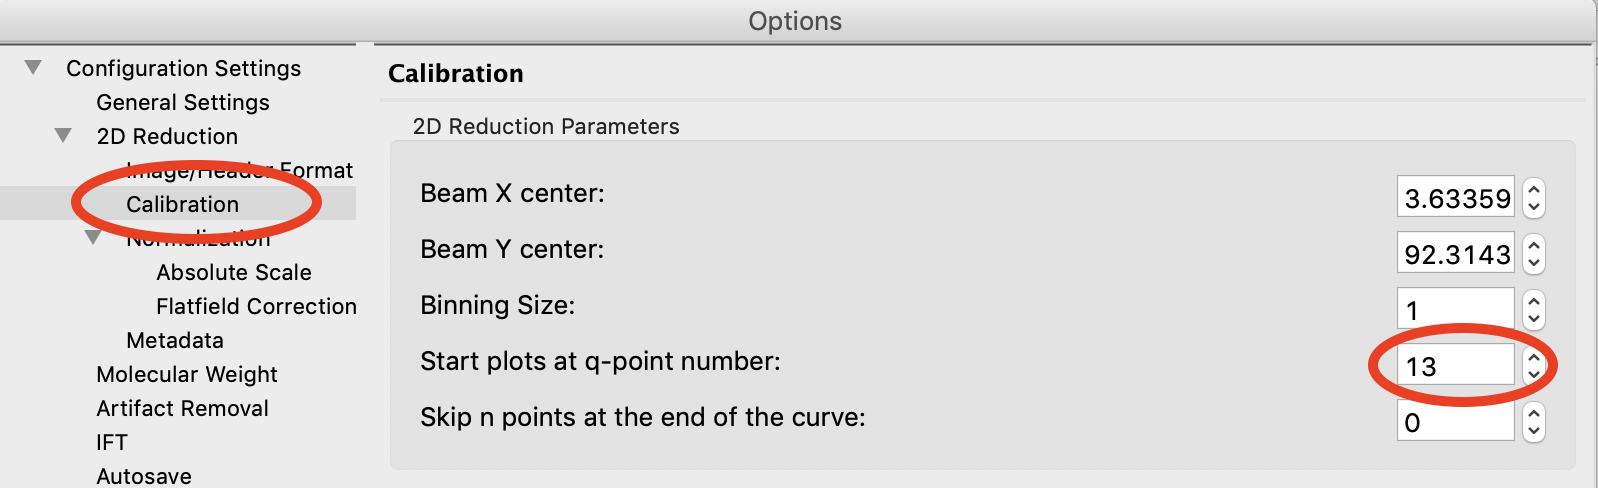 Options
Configuration Settings
General Settings
2D Reduction
Image/Header Format
Calibration
Normalization
Absolute Scale
Flatfield Correction
Metadata
Molecular Weight
Artifact Removal
IFT
Autosave
Calibration
2D Reduction Parameters
Beam X center: 3.63359
Beam Y center: 92.3143
Binning Size: 1
Start plots at q-point number: 13
Skip n points at the end of the curve: 0